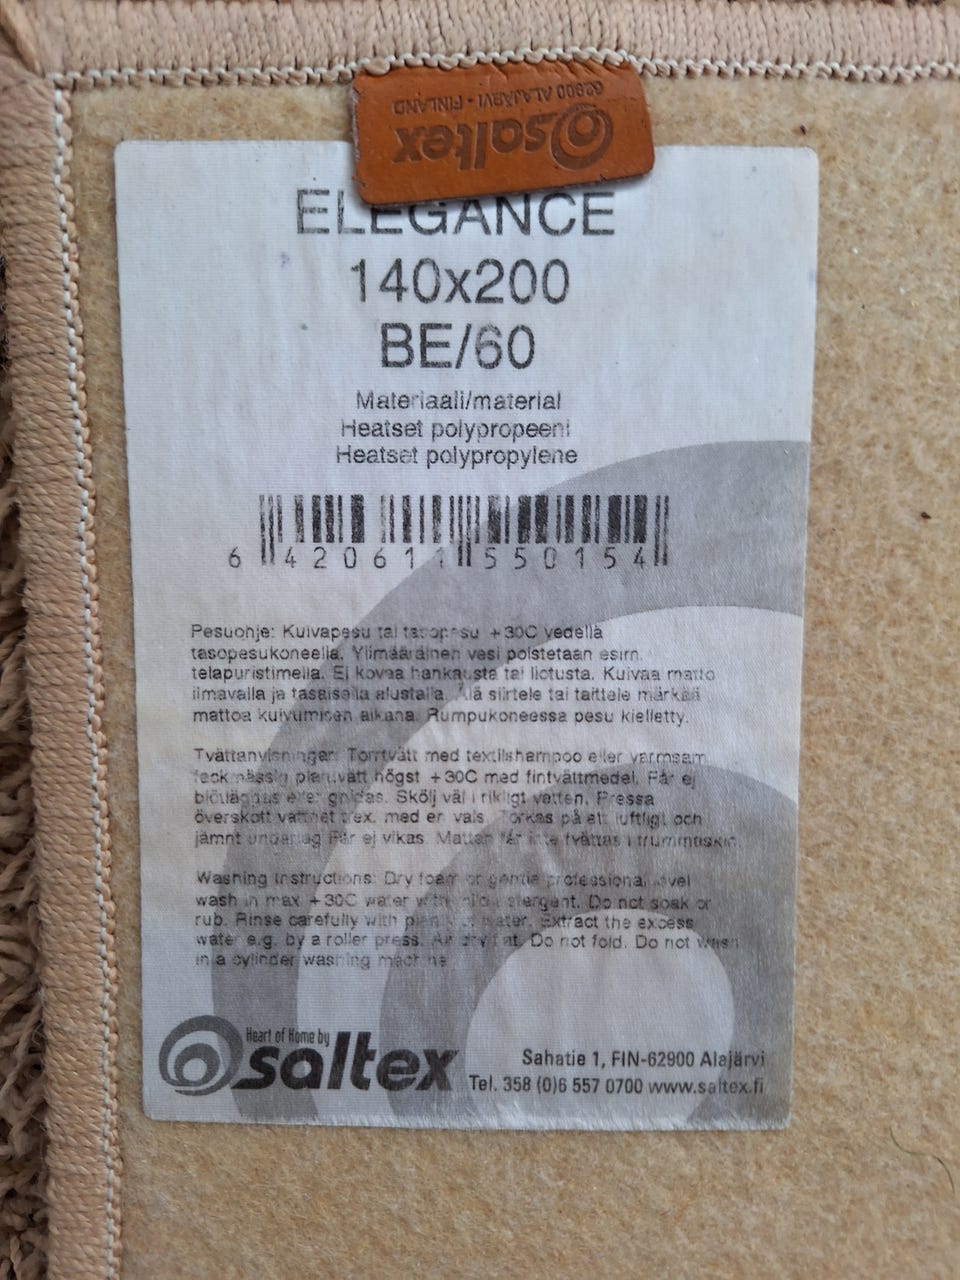 saltex
62900 ALAJÄRVI - FINLAND
ELEGANCE
140x200
BE/60
Materiaali/material
Heatset polypropeeni
Heatset polypropylene
6 420611 550154
Pesuohje: Kuivapesu tai tasopesu +30C vedellä
tasopesukoneella. Ylimääräinen vesi poistetaan esim.
telapuristimella. Ei kovaa hankausta tai liotusta. Kuivaa matto
ilmavalla ja tasaisella alustalla. Älä siirtele tai taittele märkää
mattoa kuivumisen aikana. Rumpukoneessa pesu kielletty.
Tvättanvisningar: Torrtvätt med textilshampoo eller varmsam
fackmässig planvätt högst +30C med fintvättmedel. Får ej
blötläggas eller gnidas. Skölj väl i rikligt vatten. Pressa
överskott vattnet t.ex. med en vals. Torkas på ett luftligt och
jämnt underlag Får ej vikas. Mattan får inte tvättas i trummaskin.
Washing instructions: Dry foam or gentle professional level
wash in max +30C water with mild detergent. Do not soak or
rub. Rinse carefully with plenty of water. Extract the excess
water e.g. by a roller press. Air dry flat. Do not fold. Do not wash
in a cylinder washing machine
Heart of Home by
saltex
Sahatie 1, FIN-62900 Alajärvi
Tel. 358 (0)6 557 0700 www.saltex.fi